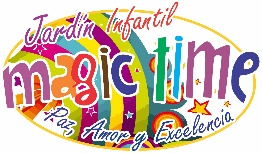 Jardín Infantil
magic time
Paz, Amor y Excelencia